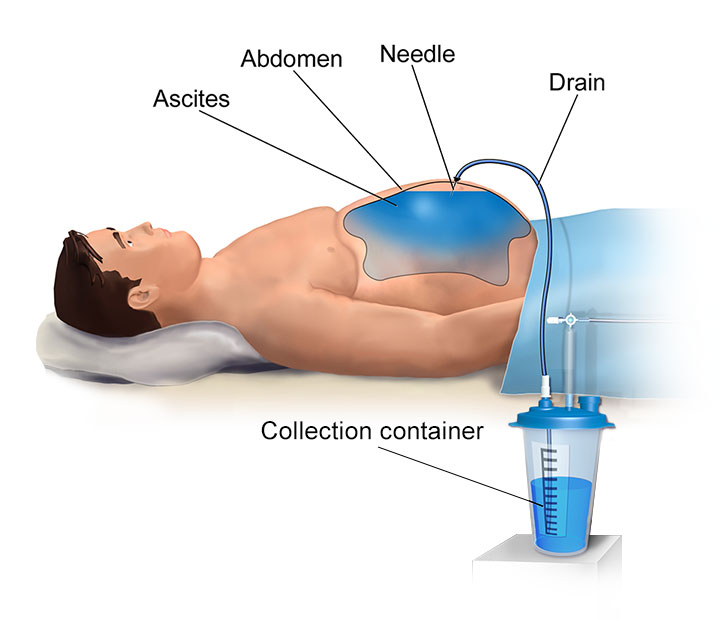 Needle
Abdomen
Drain
Ascites
Collection container